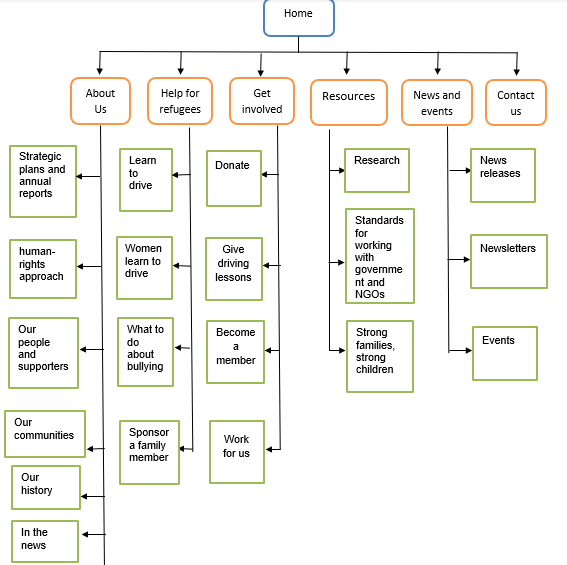 Home
About
Us
Help for
refugees
Get
involved
Resources
News and
events
Contact
us
Strategic
plans and
annual
reports
human-
rights
approach
Our
people
and
supporters
Our
communities
Our
history
In the
news
Learn
to
drive
Women
learn to
drive
What to
do
about
bullying
Sponsor
a family
member
Donate
Give
driving
lessons
Become
a
member
Work
for us
Research
Standards
for
working
with
governme
nt and
NGOs
Strong
families,
strong
children
News
releases
Newsletters
Events